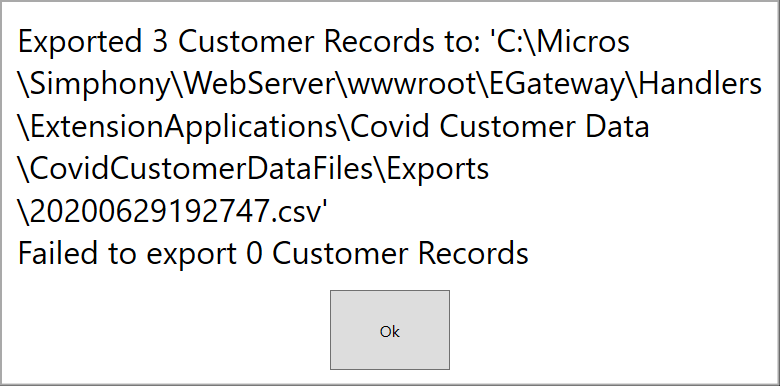 Exported 3 Customer Records to: 'C:\Micros
\Simphony\WebServer\wwwroot\EGateway\Handlers
\ExtensionApplications\Covid Customer Data
\CovidCustomerDataFiles\Exports
\20200629192747.csv'
Failed to export 0 Customer Records
Ok